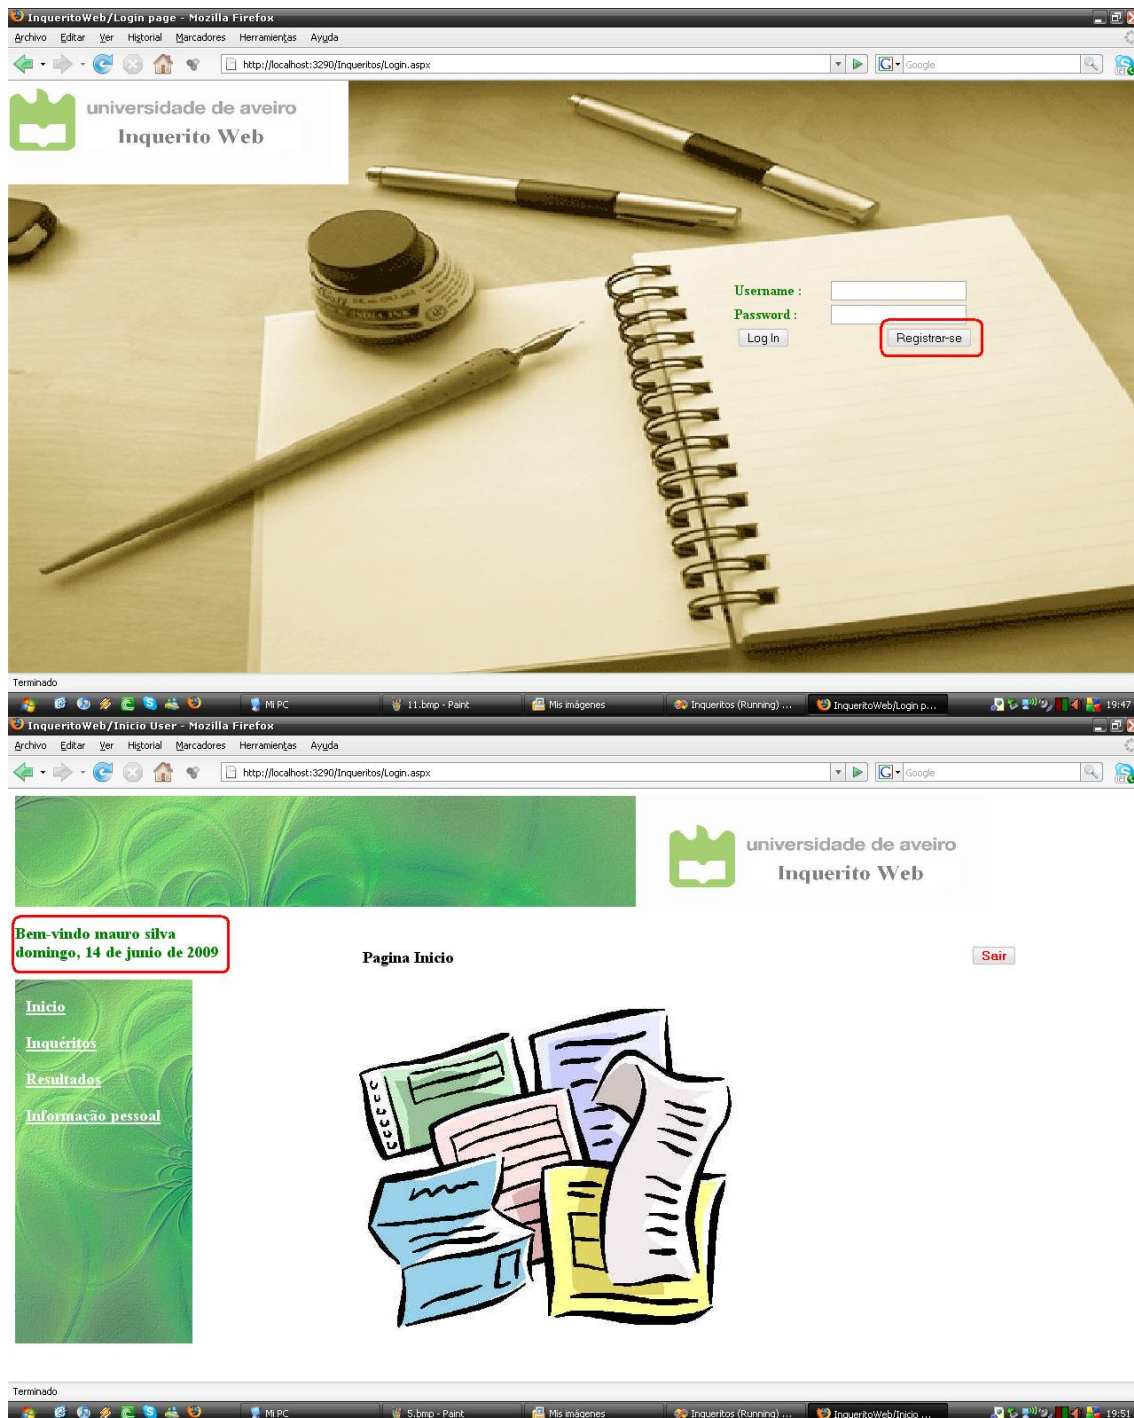 InqueritoWeb/Login page - Mozilla Firefox
Archivo Editar Ver Historial Marcadores Herramientas Ayuda
http://localhost:3290/Inqueritos/Login.aspx
Google
universidade de aveiro
Inquerito Web
INDIA INK
Username :
Password :
Log In
Registrar-se
Terminado
Mi PC
11.bmp - Paint
Mis imágenes
Inqueritos (Running) ...
InqueritoWeb/Login p...
19:47
InqueritoWeb/Inicio User - Mozilla Firefox
Archivo Editar Ver Historial Marcadores Herramientas Ayuda
http://localhost:3290/Inqueritos/Login.aspx
Google
universidade de aveiro
Inquerito Web
Bem-vindo mauro silva
domingo, 14 de junio de 2009
Pagina Inicio
Sair
Inicio
Inquéritos
Resultados
Informação pessoal
Terminado
Mi PC
5.bmp - Paint
Mis imágenes
Inqueritos (Running) ...
InqueritoWeb/Inicio ...
19:51